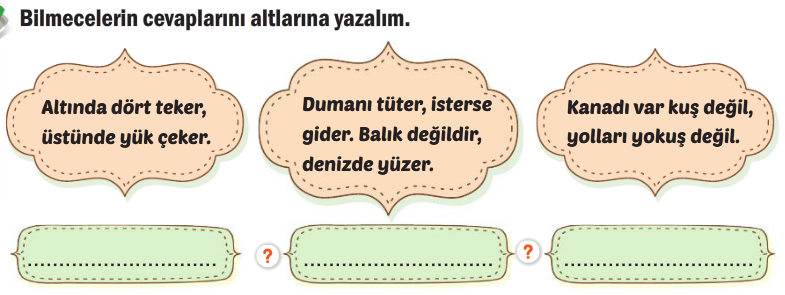 Bilmecelerin cevaplarını altlarına yazalım.
Altında dört teker,
üstünde yük çeker.
Dumanı tüter, isterse
gider. Balık değildir,
denizde yüzer.
Kanadı var kuş değil,
yolları yokuş değil.
................................. ? ................................. ? .................................